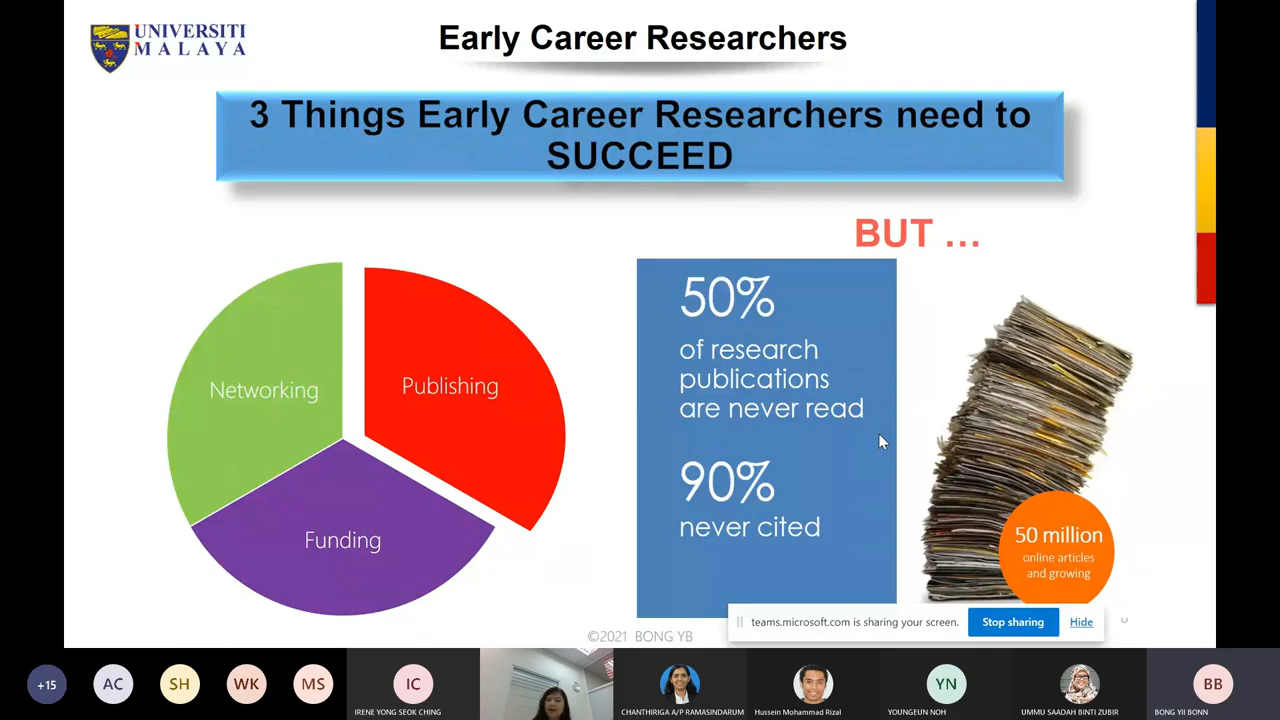 UNIVERSITI
MALAYA
Early Career Researchers
3 Things Early Career Researchers need to
SUCCEED
BUT ...
Networking
Publishing
Funding
50%
of research
publications
are never read
90%
never cited
50 million
online articles
and growing
teams.microsoft.com is sharing your screen.
Stop sharing
Hide
©2021 BONG YB
+15
AC
SH
WK
MS
IC
IRENE YONG SEOK CHING
CHANTHIRIGA A/P RAMASINDARUM
Hussein Mohammad Rizal
YN
YOUNGEUN NOH
UMMU SAADAH BINTI ZUBIR
BB
BONG YII BONN